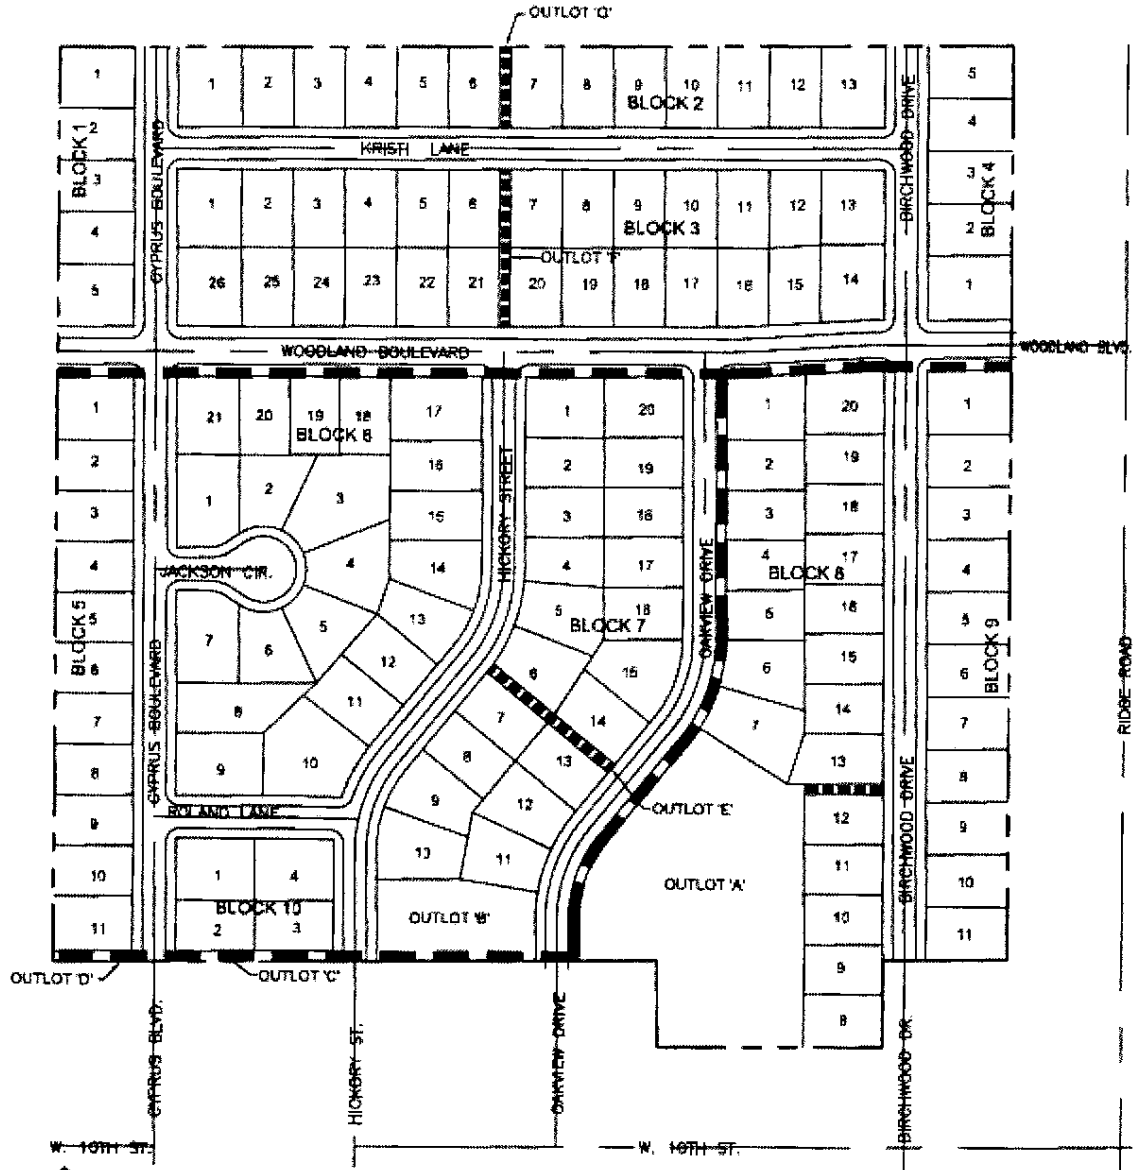 OUTLOT 'G'
1 1 2 3 4 5 6 7 8 9 10 11 12 13 5
BLOCK 2
4
2
BLOCK 1
CYPRUS BOULEVARD
KRISTI LANE
BIRCHWOOD DRIVE
3
BLOCK 4
3
1 2 3 4 5 6 7 8 9 10 11 12 13
BLOCK 3
2
4
OUTLOT 'F'
5 26 25 24 23 22 21 20 19 18 17 16 15 14 1
WOODLAND BOULEVARD
WOODLAND BLVD.
1 21 20 19 18 17 1 20 1 20 1
BLOCK 6
2 16 2 19 2 19 2
HICKORY STREET
3 1 2 3 15 3 16 3 18 3
4 JACKSON CIR. 4 14 4 17 4 17 4
OAKVIEW DRIVE
BLOCK 8
BLOCK 5
5 7 6 5 13 5 18 6 16 5
BLOCK 7
BLOCK 9
6 12 6 15 6 15 6
CYPRUS BOULEVARD
RIDGE ROAD
7 8 11 7 14 7 14 7
8 9 10 8 13 13 8
BIRCHWOOD DRIVE
9 ROLAND LANE 9 12 OUTLOT 'E' 12 9
10 1 4 10 11 OUTLOT 'A' 11 10
BLOCK 10
11 2 3 OUTLOT 'B' 10 11
OUTLOT 'D' OUTLOT 'C' 9
8
CYPRUS BLVD.
HICKORY ST.
OAKVIEW DRIVE
BIRCHWOOD DR.
W. 10TH ST. W. 10TH ST.